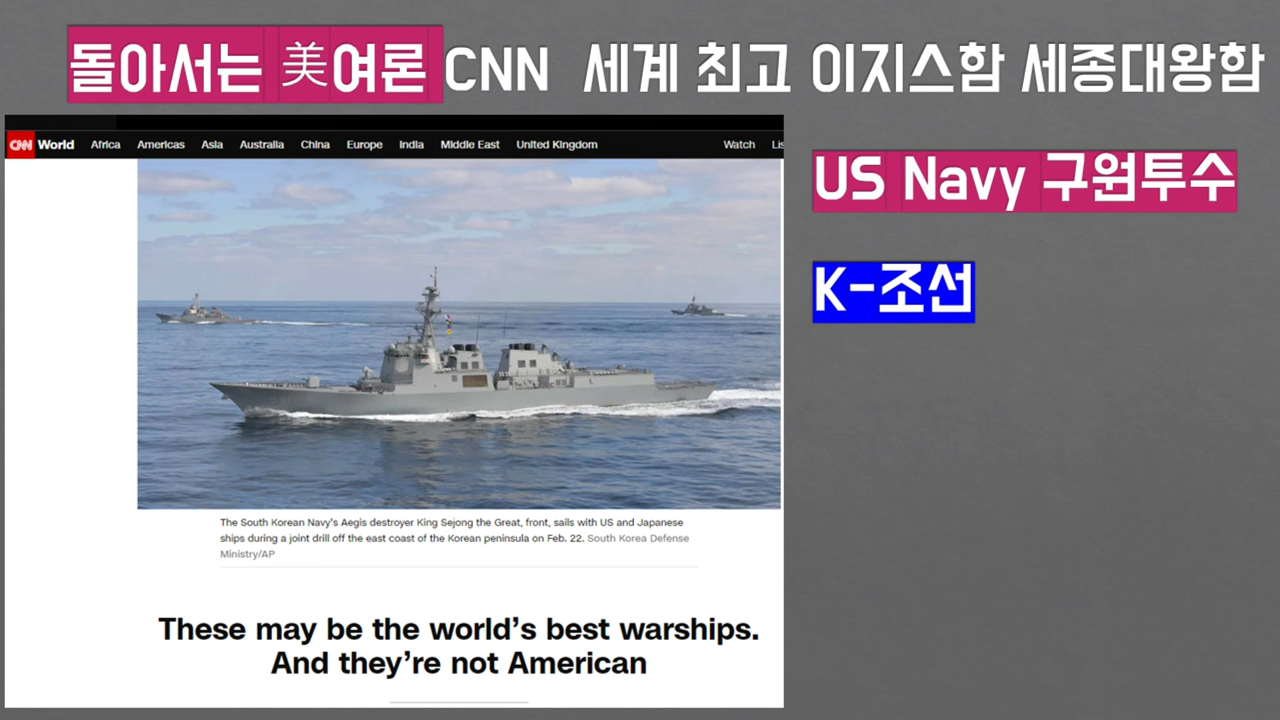 돌아서는 美여론 CNN 세계 최고 이지스함 세종대왕함
CNN World Africa Americas Asia Australia China Europe India Middle East United Kingdom Watch Lis
US Navy 구원투수
K-조선
991
The South Korean Navy's Aegis destroyer King Sejong the Great, front, sails with US and Japanese
ships during a joint drill off the east coast of the Korean peninsula on Feb. 22. South Korea Defense
Ministry/AP
These may be the world's best warships.
And they're not American